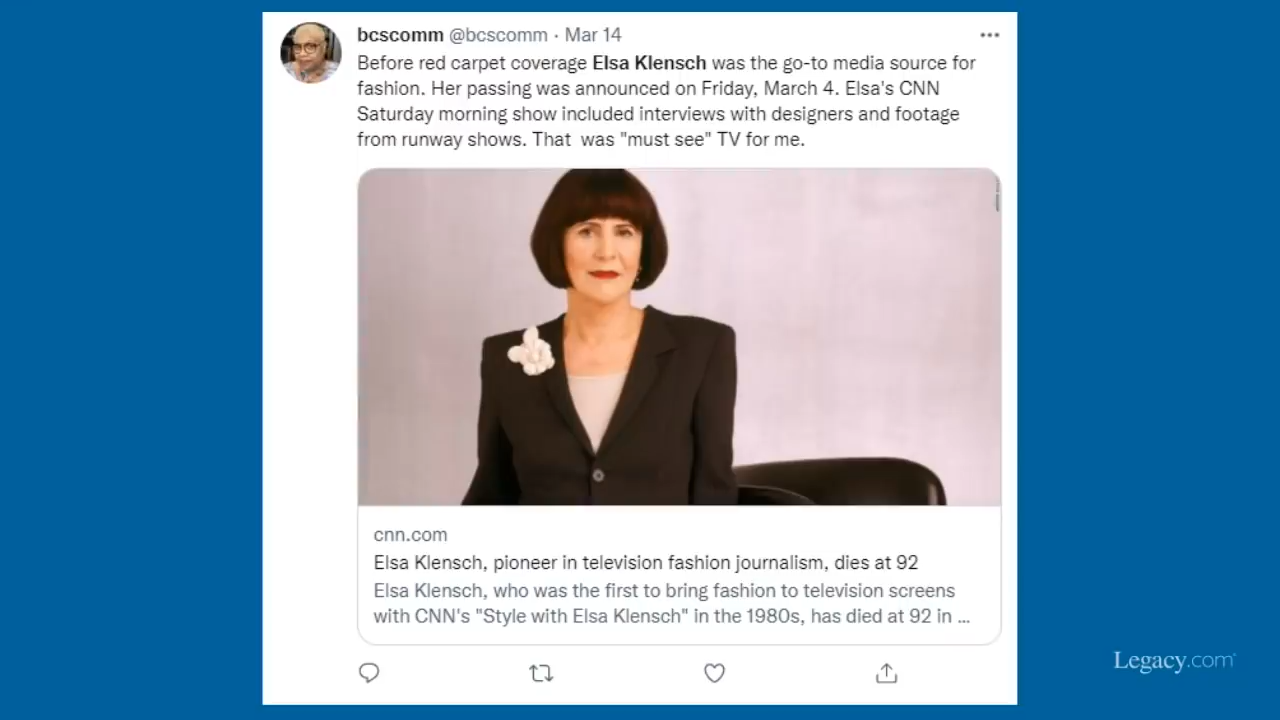 bcscomm @bcscomm · Mar 14
Before red carpet coverage Elsa Klensch was the go-to media source for
fashion. Her passing was announced on Friday, March 4. Elsa's CNN
Saturday morning show included interviews with designers and footage
from runway shows. That  was "must see" TV for me.
cnn.com
Elsa Klensch, pioneer in television fashion journalism, dies at 92
Elsa Klensch, who was the first to bring fashion to television screens
with CNN's "Style with Elsa Klensch" in the 1980s, has died at 92 in ...
Legacy.com